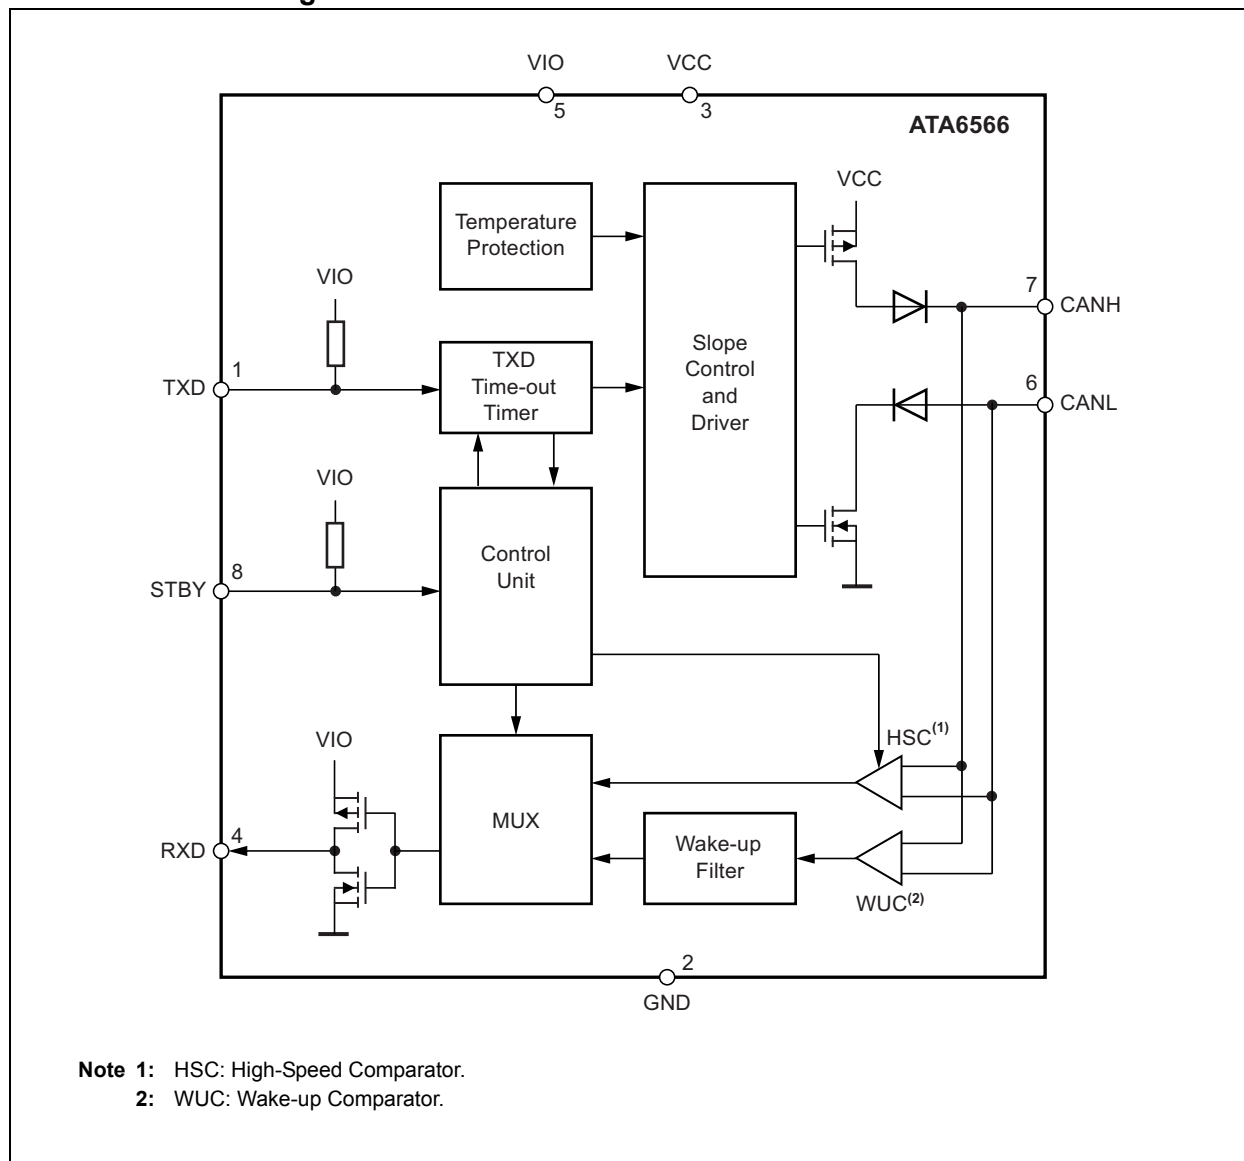 VIO
VCC
5
3
ATA6566
VCC
Temperature
Protection
7
CANH
VIO
TXD
1
TXD
Time-out
Timer
Slope
Control
and
Driver
6
CANL
VIO
STBY
8
Control
Unit
HSC(1)
VIO
RXD
4
MUX
Wake-up
Filter
WUC(2)
2
GND
Note 1: HSC: High-Speed Comparator.
2: WUC: Wake-up Comparator.